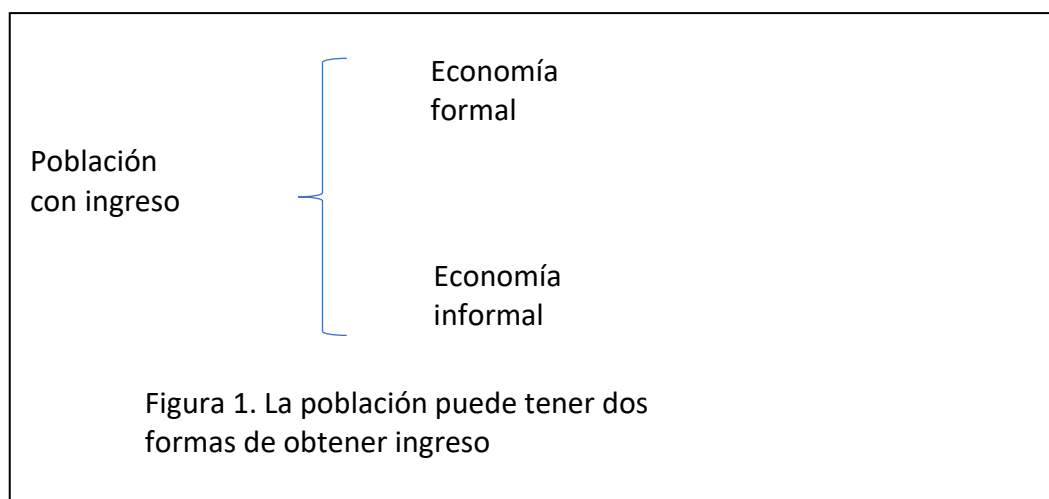 Economía
formal
Población
con ingreso
Economía
informal
Figura 1. La población puede tener dos
formas de obtener ingreso